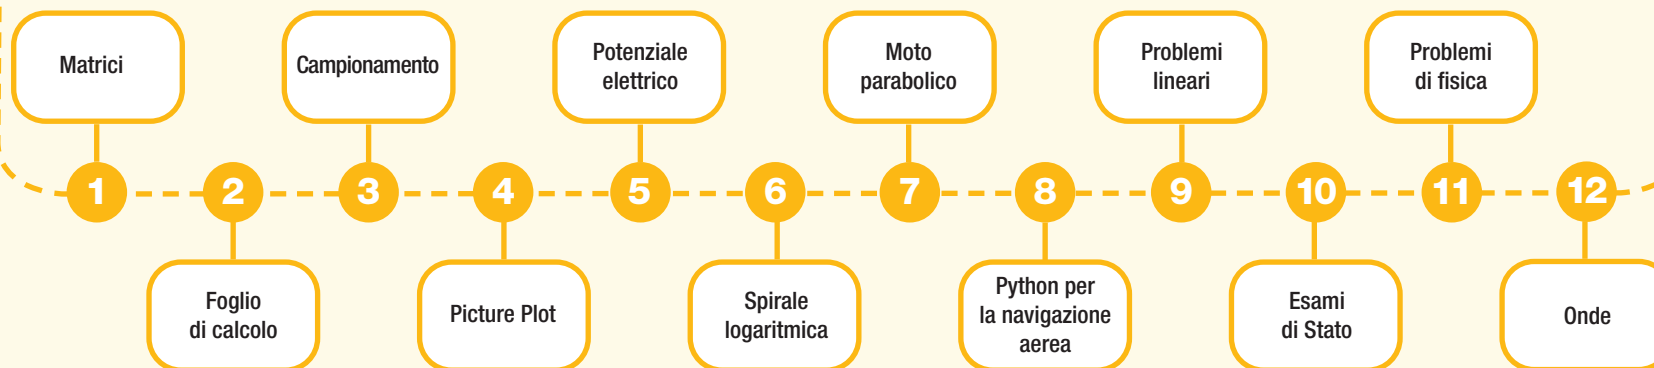 Matrici
Campionamento
Potenziale
elettrico
Moto
parabolico
Problemi
lineari
Problemi
di fisica
1
2
3
4
5
6
7
8
9
10
11
12
Foglio
di calcolo
Picture Plot
Spirale
logaritmica
Python per
la navigazione
aerea
Esami
di Stato
Onde